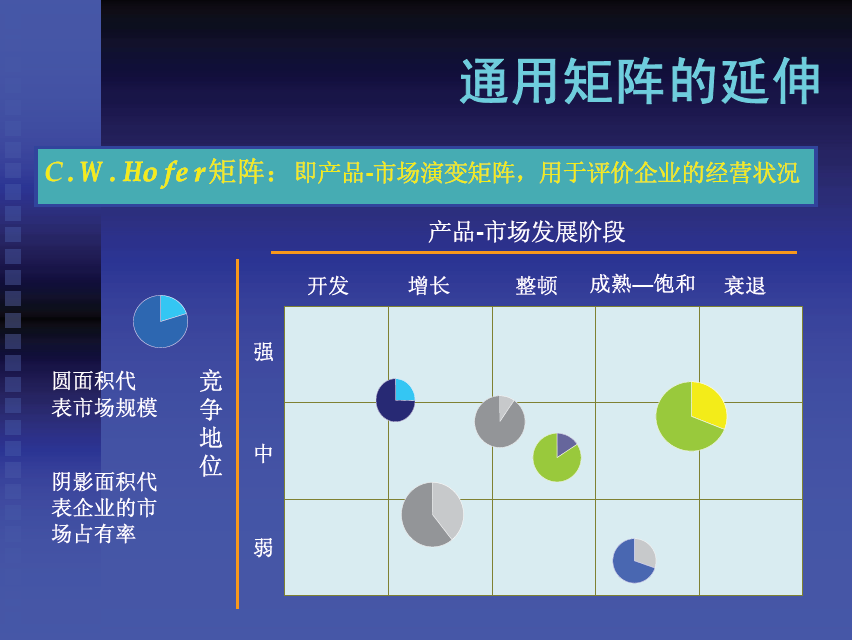 通用矩阵的延伸
C.W.Hofer矩阵：即产品-市场演变矩阵，用于评价企业的经营状况
产品-市场发展阶段
开发 增长 整顿 成熟—饱和 衰退
强
中
弱
竞争地位
圆面积代
表市场规模
阴影面积代
表企业的市
场占有率